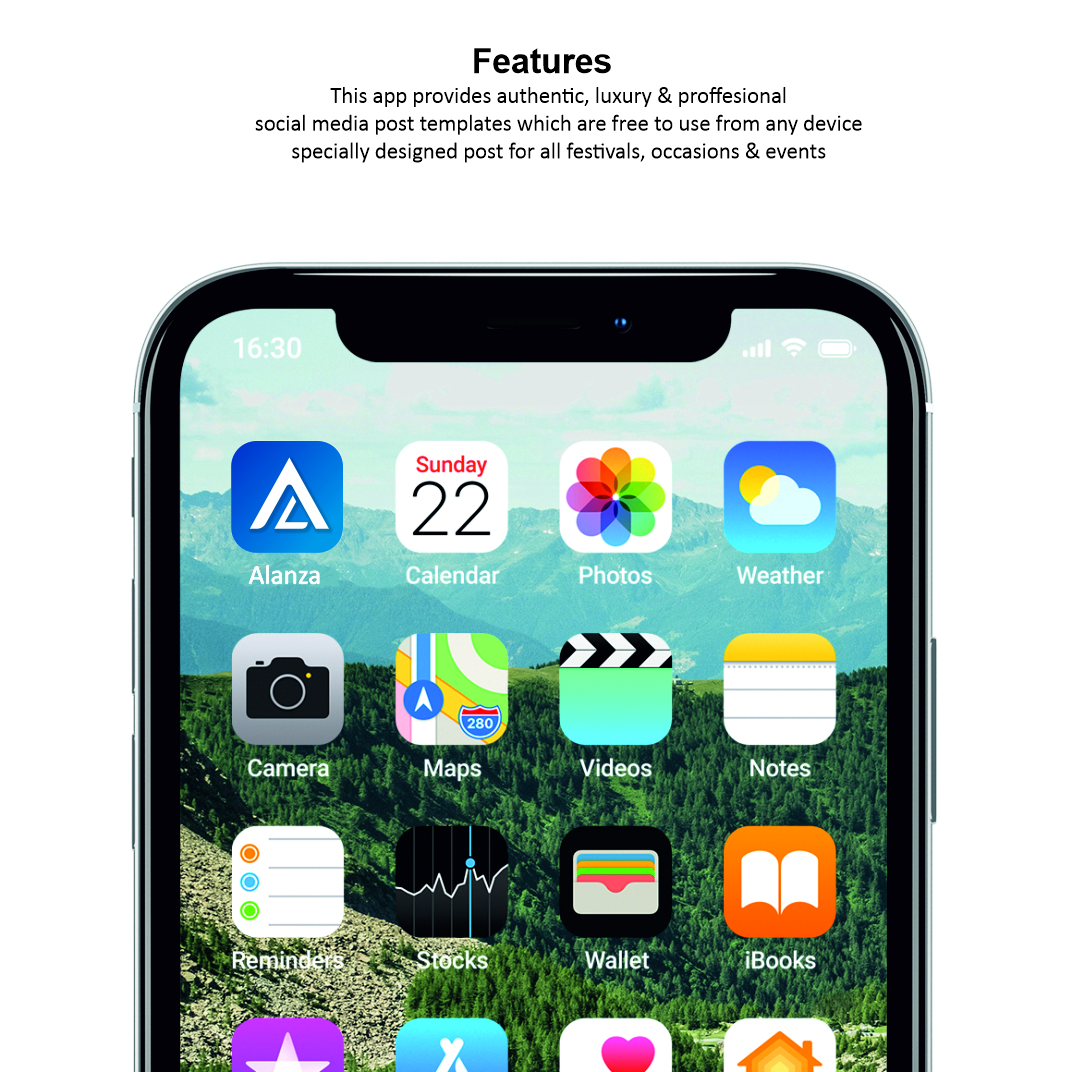 Features
This app provides authentic, luxury & proffesional
social media post templates which are free to use from any device
specially designed post for all festivals, occasions & events
16:30
Sunday
22
Alanza Calendar Photos Weather
280
Camera Maps Videos Notes
Reminders Stocks Wallet iBooks